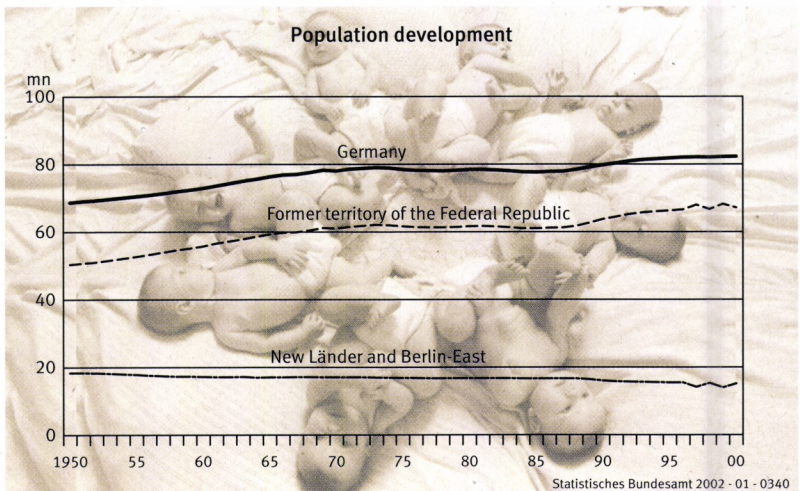 Population development
mn
100
80
60
40
20
0
Germany
Former territory of the Federal Republic
New Länder and Berlin-East
1950 55 60 65 70 75 80 85 90 95 00
Statistisches Bundesamt 2002 - 01 - 0340